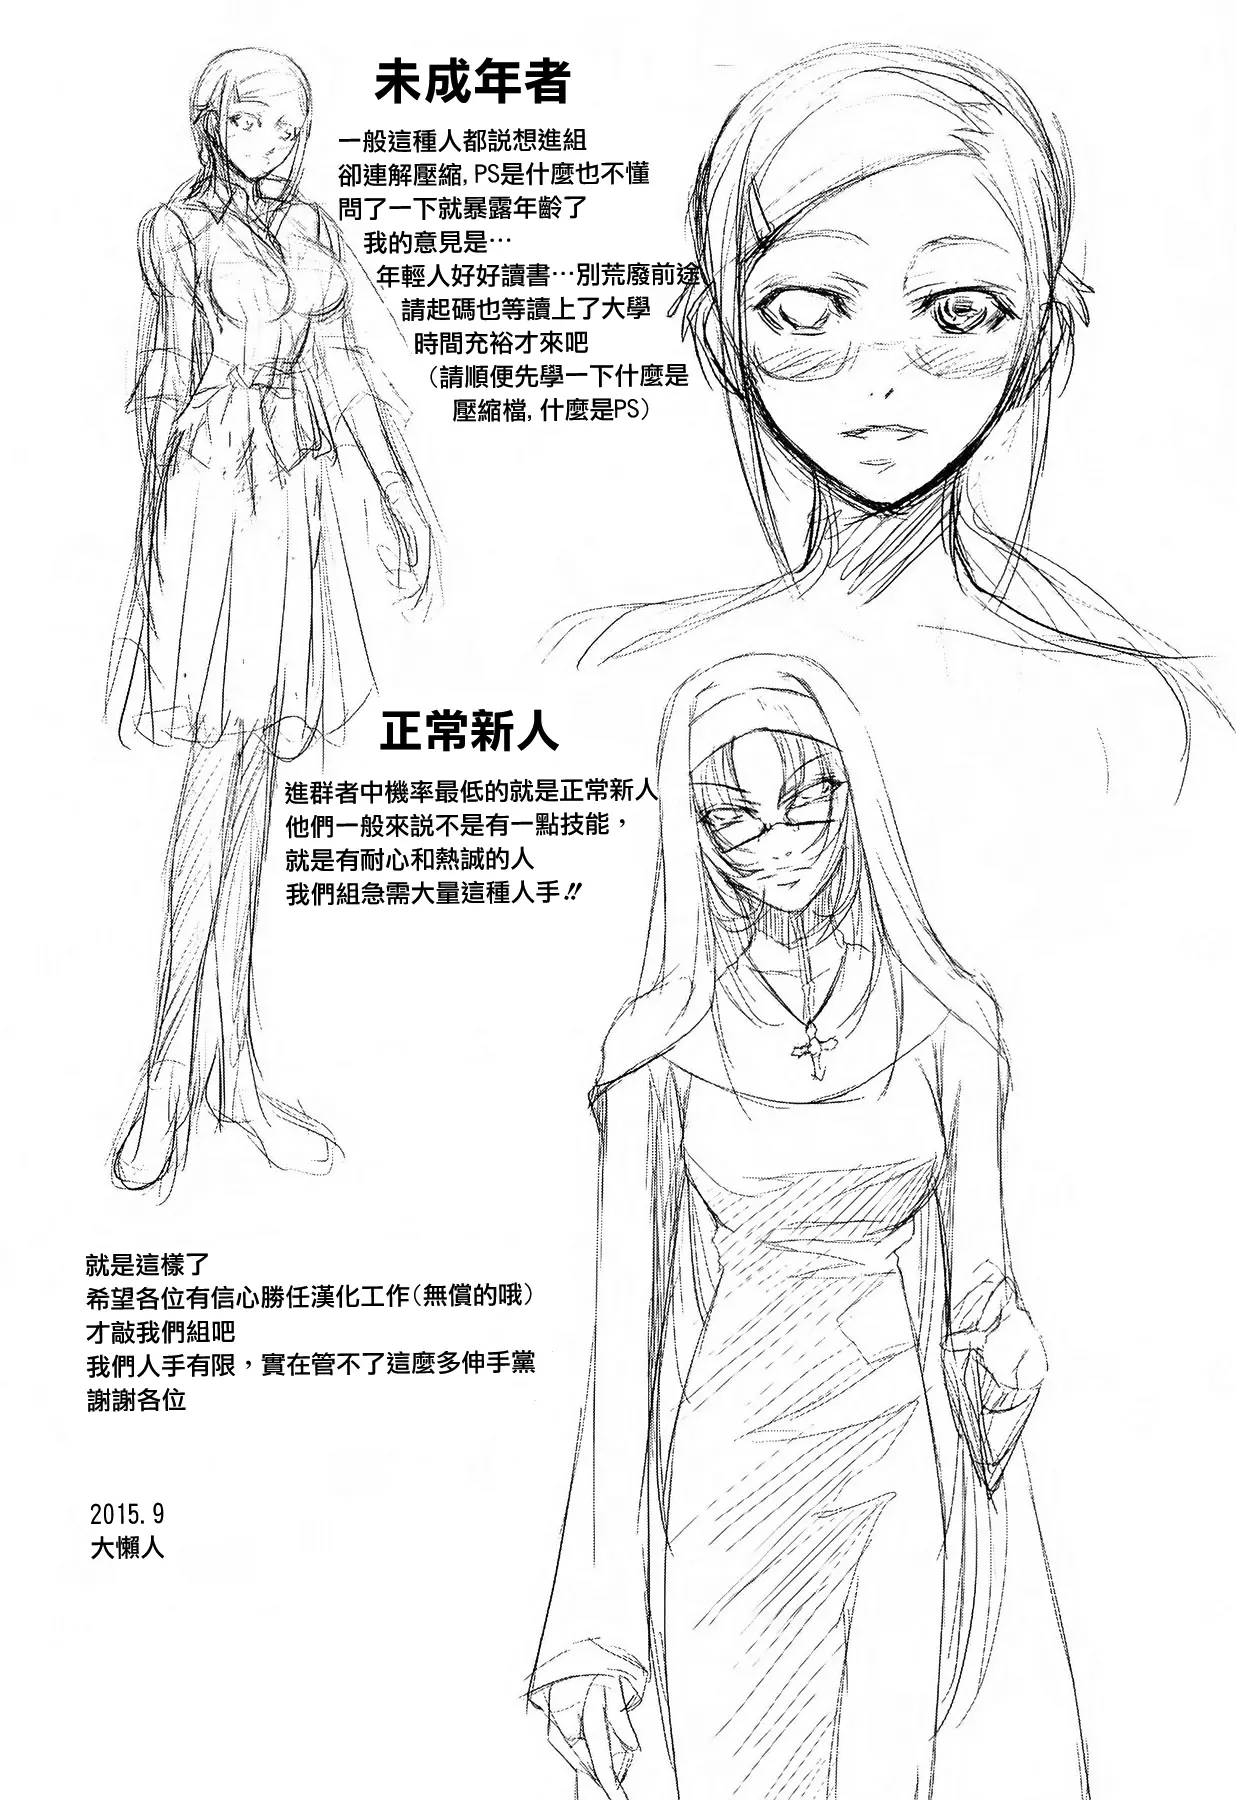 未成年者
一般這種人都説想進組
卻連解壓縮,PS是什麼也不懂
問了一下就暴露年齡了
我的意見是…
年輕人好好讀書…別荒廢前途
請起碼也等讀上了大學
時間充裕才來吧
(請順便先學一下什麼是
壓縮檔,什麼是PS)
正常新人
進群者中機率最低的就是正常新人
他們一般來説不是有一點技能,
就是有耐心和熱誠的人
我們組急需大量這種人手!!
就是這樣了
希望各位有信心勝任漢化工作(無償的哦)
才敲我們組吧
我們人手有限,實在管不了這麼多伸手黨
謝謝各位
2015.9
大懶人